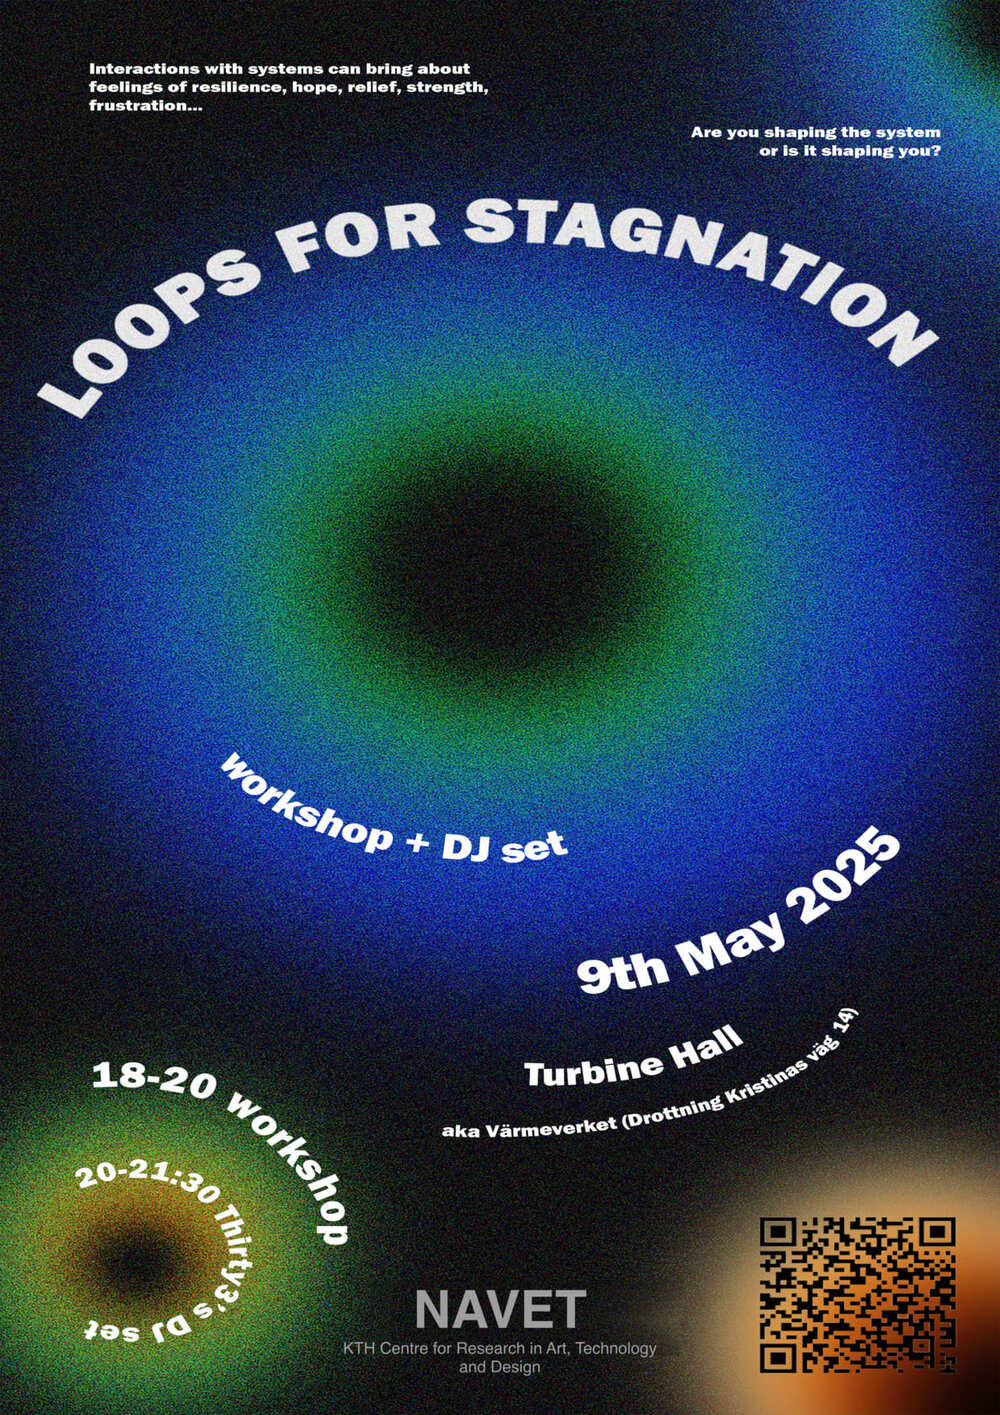 Interactions with systems can bring about
feelings of resilience, hope, relief, strength,
frustration...
Are you shaping the system
or is it shaping you?
LOOPS FOR STAGNATION
workshop + DJ set
9th May 2025
Turbine Hall
aka Värmeverket (Drottning Kristinas väg 14)
18-20 workshop
20-21:30 Thirty3's DJ set
NAVET
KTH Centre for Research in Art, Technology
and Design